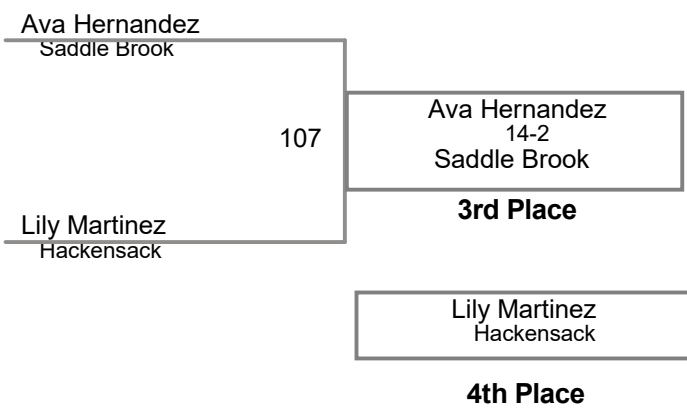 Ava Hernandez
Saddle Brook
107
Lily Martinez
Hackensack
Ava Hernandez
14-2
Saddle Brook
3rd Place
Lily Martinez
Hackensack
4th Place